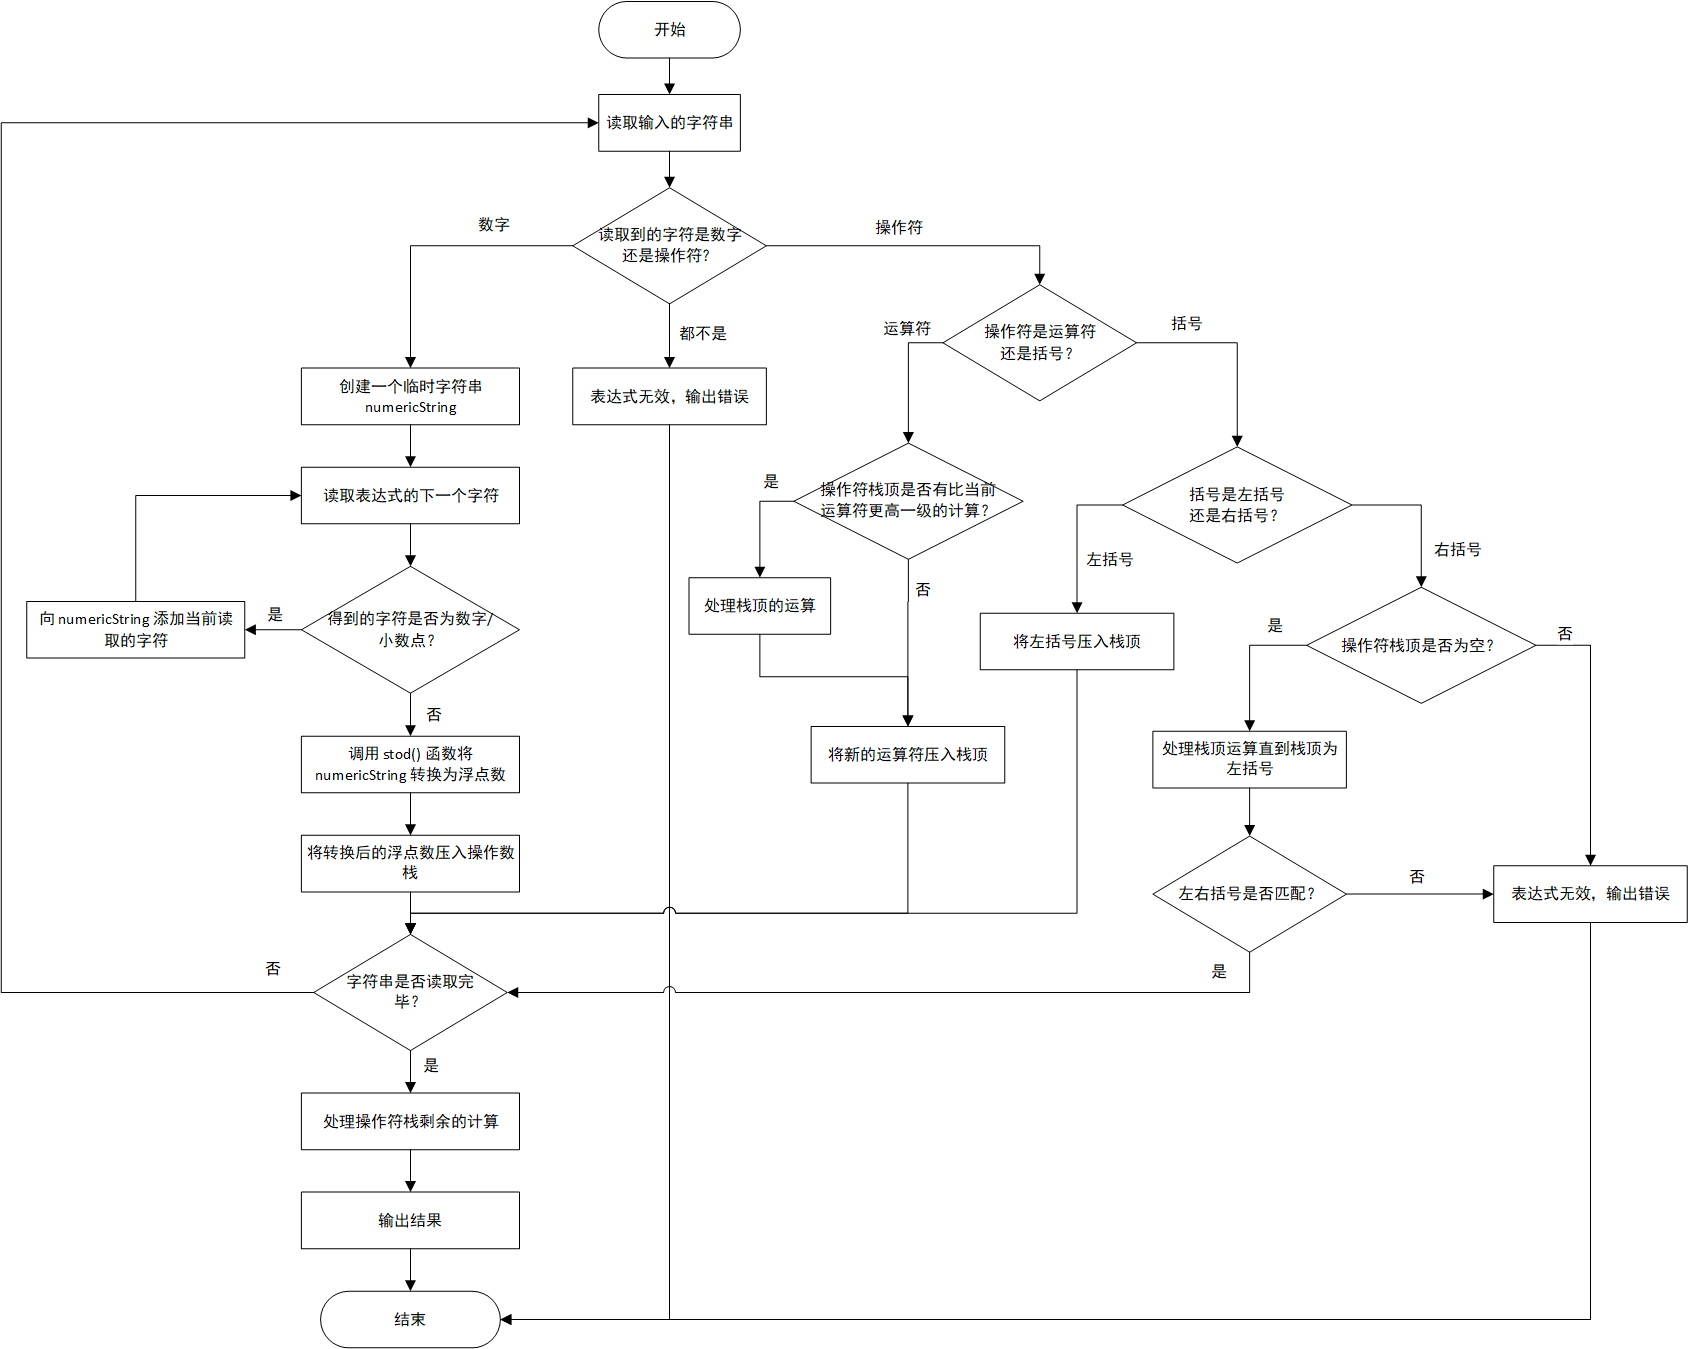 开始
读取输入的字符串
数字
读取到的字符是数字
还是操作符?
操作符
都不是
运算符
操作符是运算符
还是括号?
括号
创建一个临时字符串
numericString
表达式无效，输出错误
读取表达式的下一个字符
是
操作符栈顶是否有比当前
运算符更高一级的计算?
括号是左括号
还是右括号?
左括号
右括号
否
处理栈顶的运算
向 numericString 添加当前读
取的字符
是
得到的字符是否为数字/
小数点?
将左括号压入栈顶
是
操作符栈顶是否为空?
否
否
调用 stod() 函数将
numericString 转换为浮点数
将新的运算符压入栈顶
处理栈顶运算直到栈顶为
左括号
将转换后的浮点数压入操作数
栈
左右括号是否匹配?
否
表达式无效，输出错误
否
字符串是否读取完
毕?
是
是
处理操作符栈剩余的计算
输出结果
结束